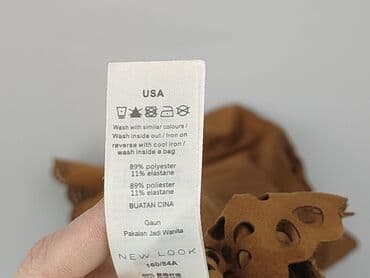 USA
Wash with similar colours /
Wash inside out / Iron on
reverse with cool iron /
wash inside a bag
89% polyester
11% elastane
89% poliester
11% elastane
BUATAN CINA
Gaun
Pakaian Jadi Wanita
NEW LOOK
160/84A